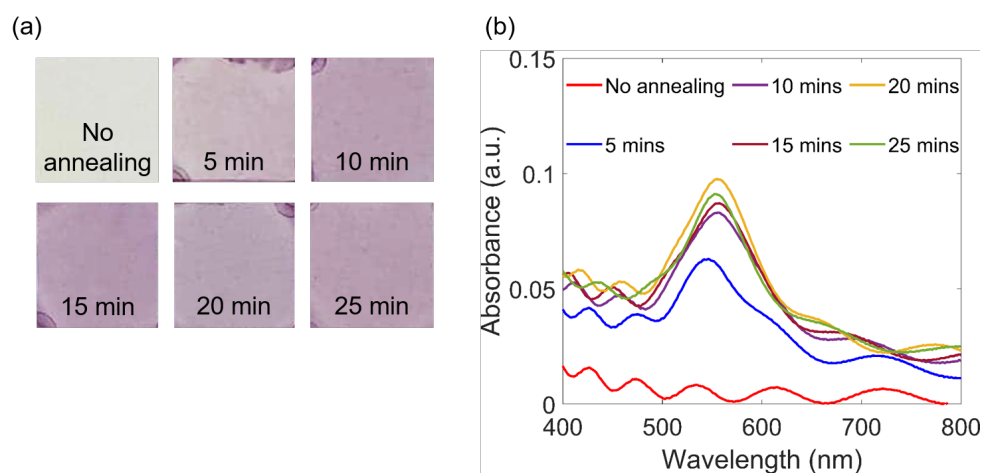 (a)
No
annealing
5 min
10 min
15 min
20 min
25 min
(b)
0.15
No annealing
10 mins
20 mins
5 mins
15 mins
25 mins
0.1
0.05
0
Absorbance (a.u.)
400
500
600
700
800
Wavelength (nm)